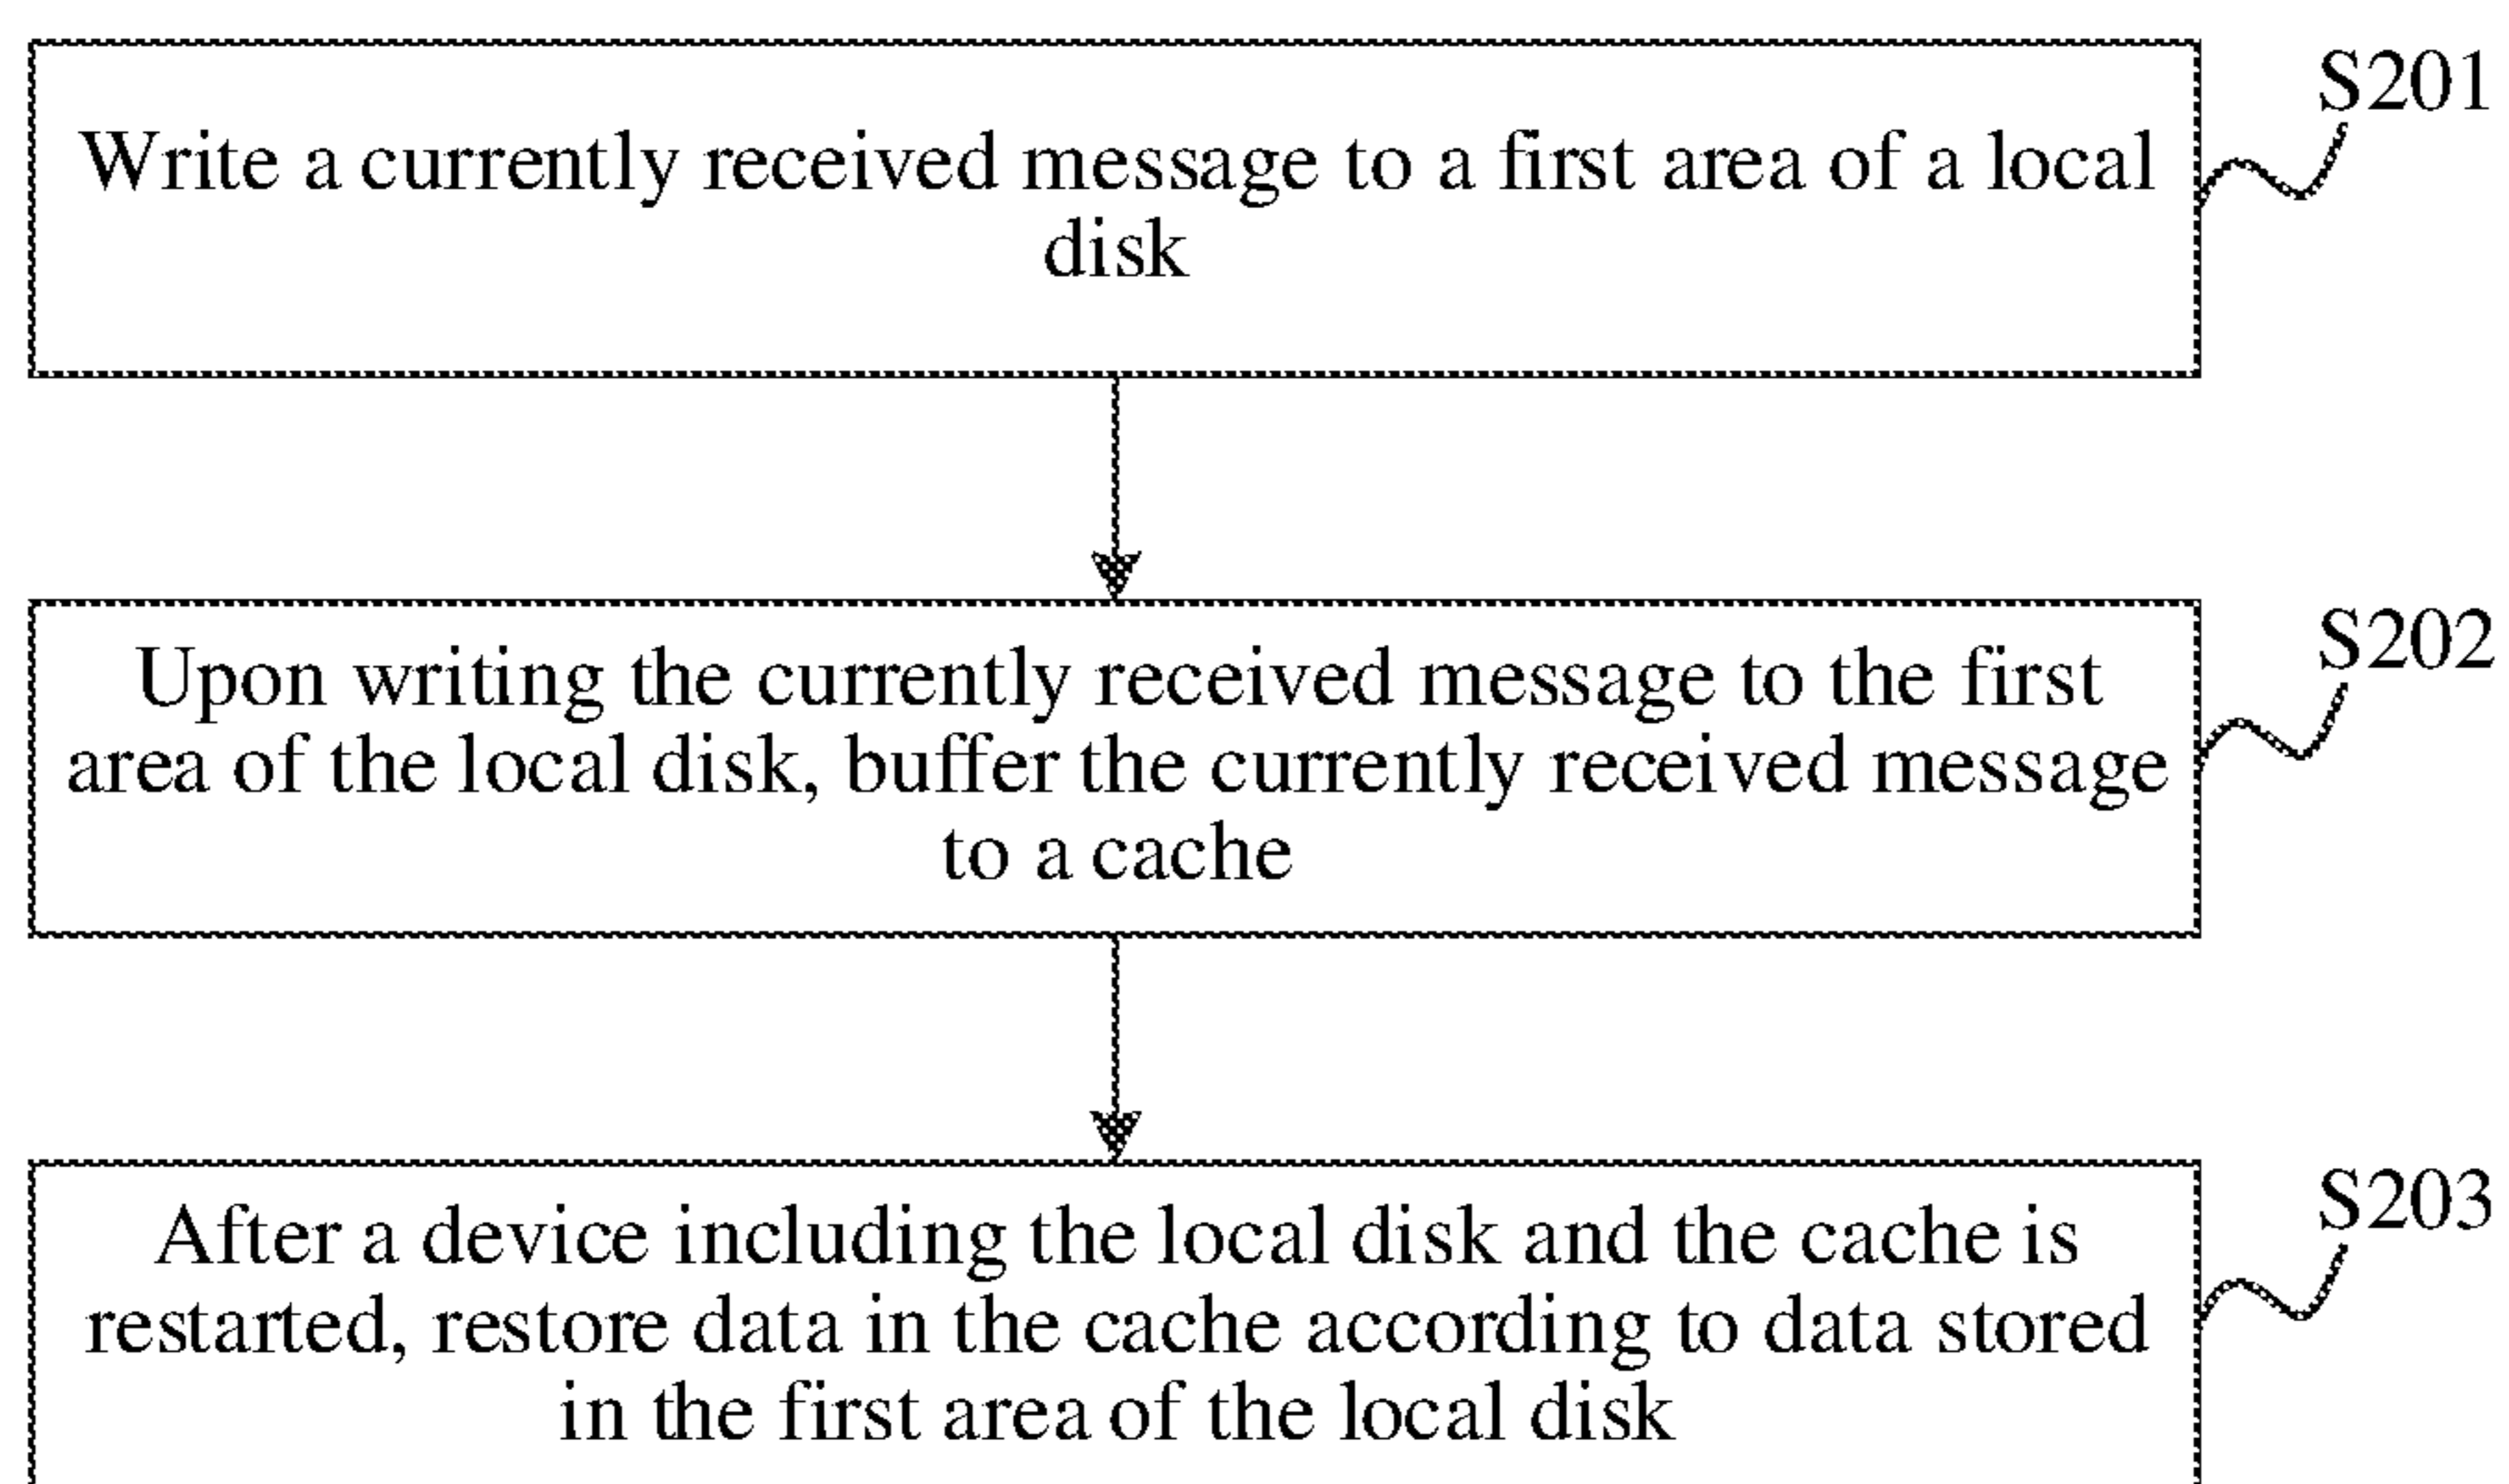 S201
Write a currently received message to a first area of a local
disk
S202
Upon writing the currently received message to the first
area of the local disk, buffer the currently received message
to a cache
S203
After a device including the local disk and the cache is
restarted, restore data in the cache according to data stored
in the first area of the local disk